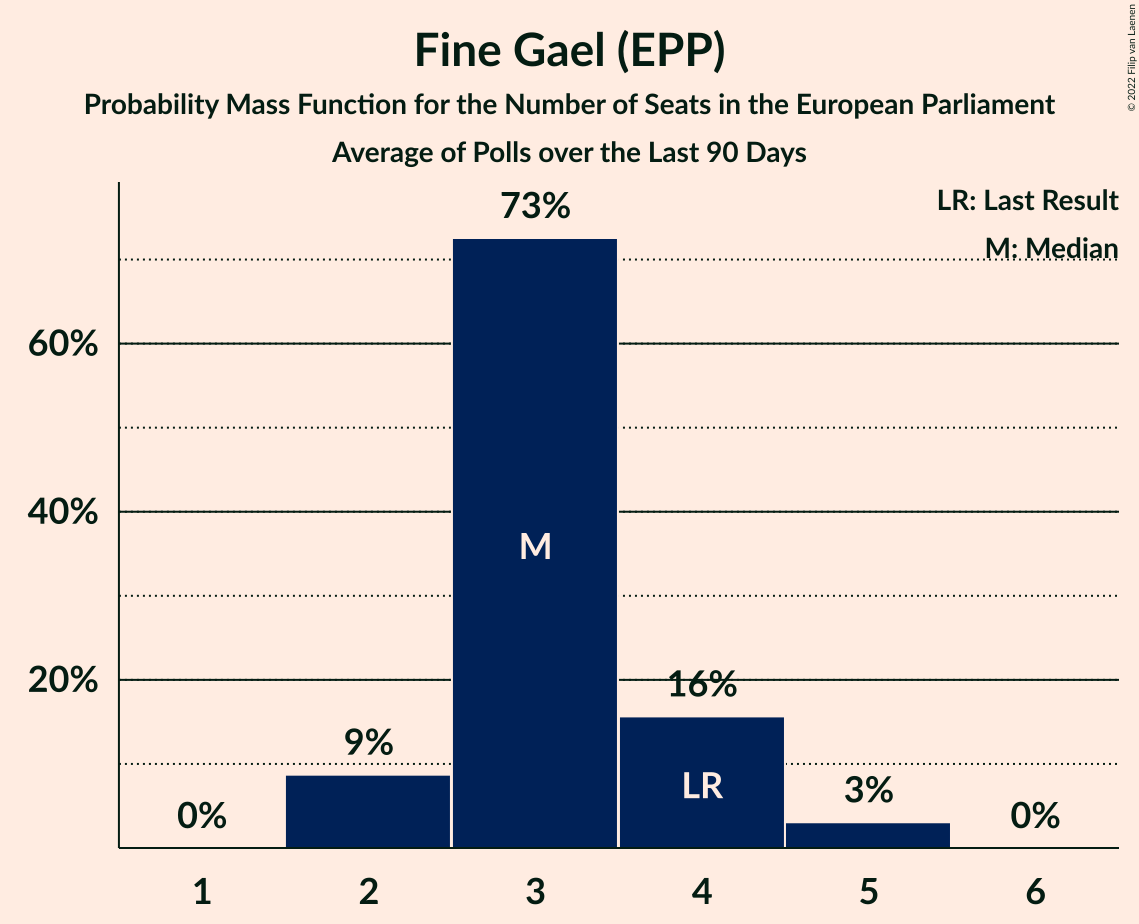 Fine Gael (EPP)
Probability Mass Function for the Number of Seats in the European Parliament
Average of Polls over the Last 90 Days
© 2022 Filip van Laenen
LR: Last Result
M: Median
60%
40%
20%
0%
9%
73%
16%
3%
0%
M
LR
1 2 3 4 5 6